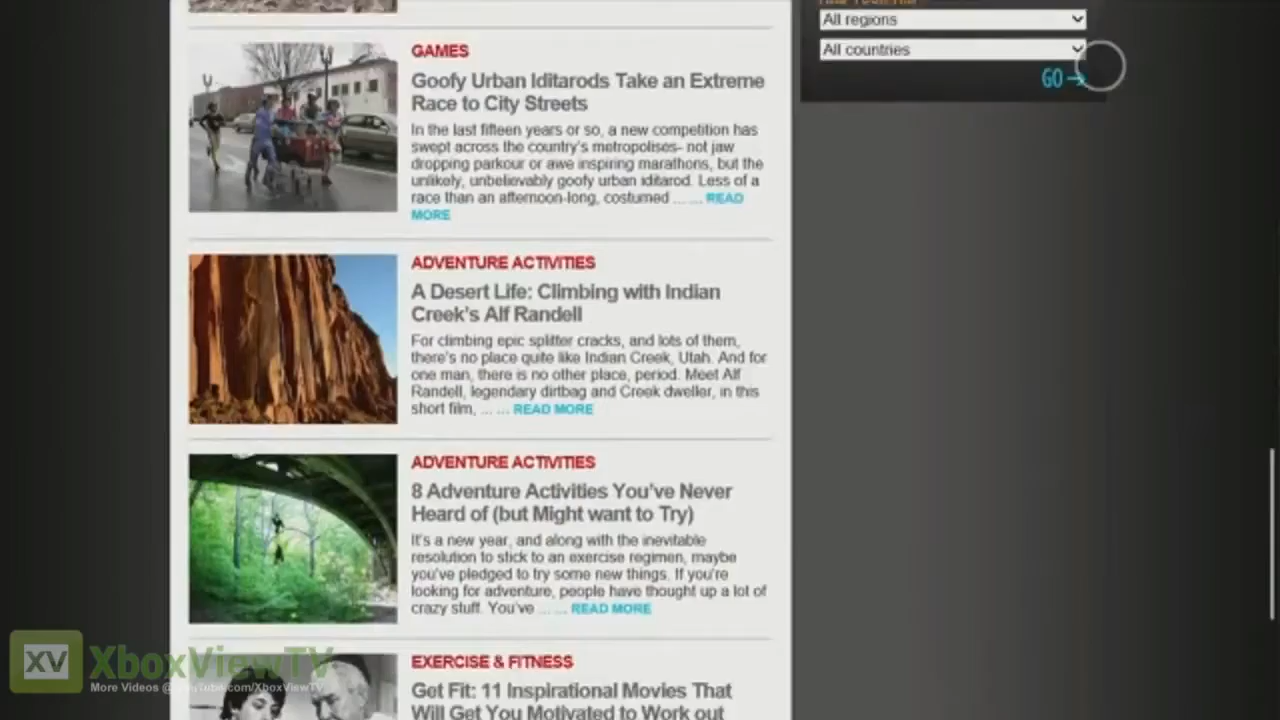 All regions
All countries
GO →
GAMES
Goofy Urban Iditarods Take an Extreme
Race to City Streets
In the last fifteen years or so, a new competition has
swept across the country's metropolises– not jaw
dropping parkour or awe inspiring marathons, but the
unlikely, unbelievably goofy urban iditarod. Less of a
race than an afternoon-long, costumed ... ... READ
MORE
ADVENTURE ACTIVITIES
A Desert Life: Climbing with Indian
Creek's Alf Randell
For climbing epic splitter cracks, and lots of them,
there's no place quite like Indian Creek, Utah. And for
one man, there is no other place, period. Meet Alf
Randell, legendary dirtbag and Creek dweller, in this
short film, ... ... READ MORE
ADVENTURE ACTIVITIES
8 Adventure Activities You've Never
Heard of (but Might want to Try)
It's a new year, and along with the inevitable
resolution to stick to an exercise regimen, maybe
you've pledged to try some new things. If you're
looking for adventure, people have thought up a lot of
crazy stuff. You've ... ... READ MORE
EXERCISE & FITNESS
Get Fit: 11 Inspirational Movies That
Will Get You Motivated to Work out
XV XboxViewTV
More Videos @ YouTube.com/XboxViewTV